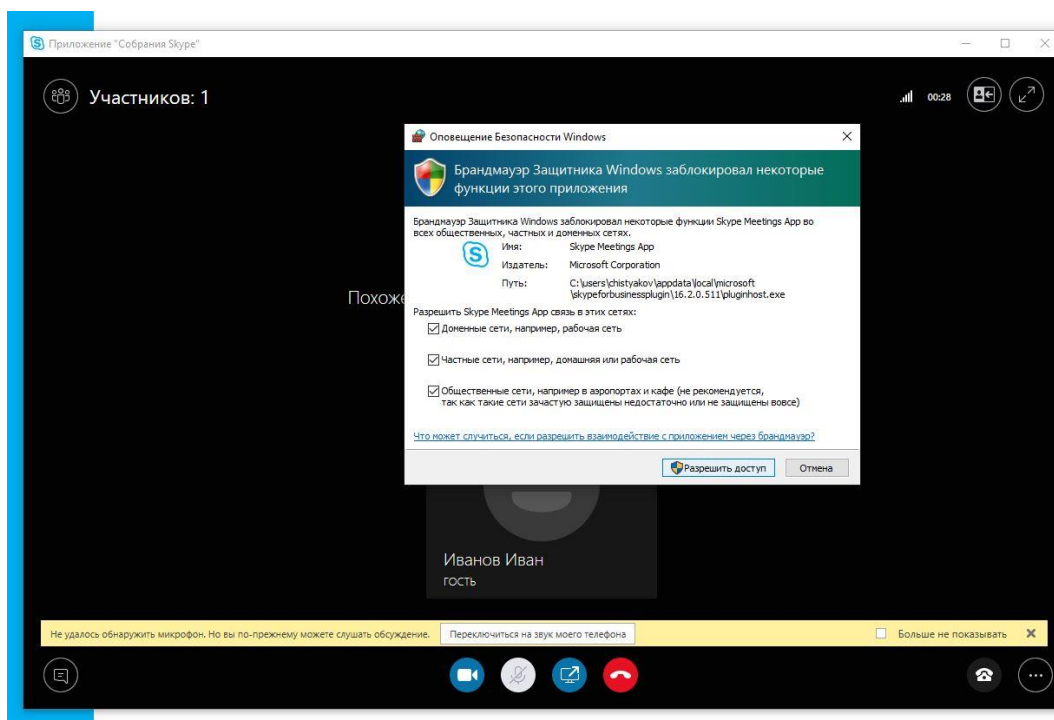 Приложение "Собрания Skype"
Участников: 1
00:28
Оповещение Безопасности Windows
Брандмауэр Защитника Windows заблокировал некоторые
функции этого приложения
Брандмауэр Защитника Windows заблокировал некоторые функции Skype Meetings App во
всех общественных, частных и доменных сетях.
Имя: Skype Meetings App
Издатель: Microsoft Corporation
Путь: C:\users\chistyakov\appdata\local\microsoft
\skypeforbusinessplugin\16.2.0.511\pluginhost.exe
Похоже
Разрешить Skype Meetings App связь в этих сетях:
Доменные сети, например, рабочая сеть
Частные сети, например, домашняя или рабочая сеть
Общественные сети, например в аэропортах и кафе (не рекомендуется,
так как такие сети зачастую защищены недостаточно или не защищены вовсе)
Что может случиться, если разрешить взаимодействие с приложением через брандмауэр?
Разрешить доступ Отмена
Иванов Иван
гость
Не удалось обнаружить микрофон. Но вы по-прежнему можете слушать обсуждение. Переключиться на звук моего телефона Больше не показывать